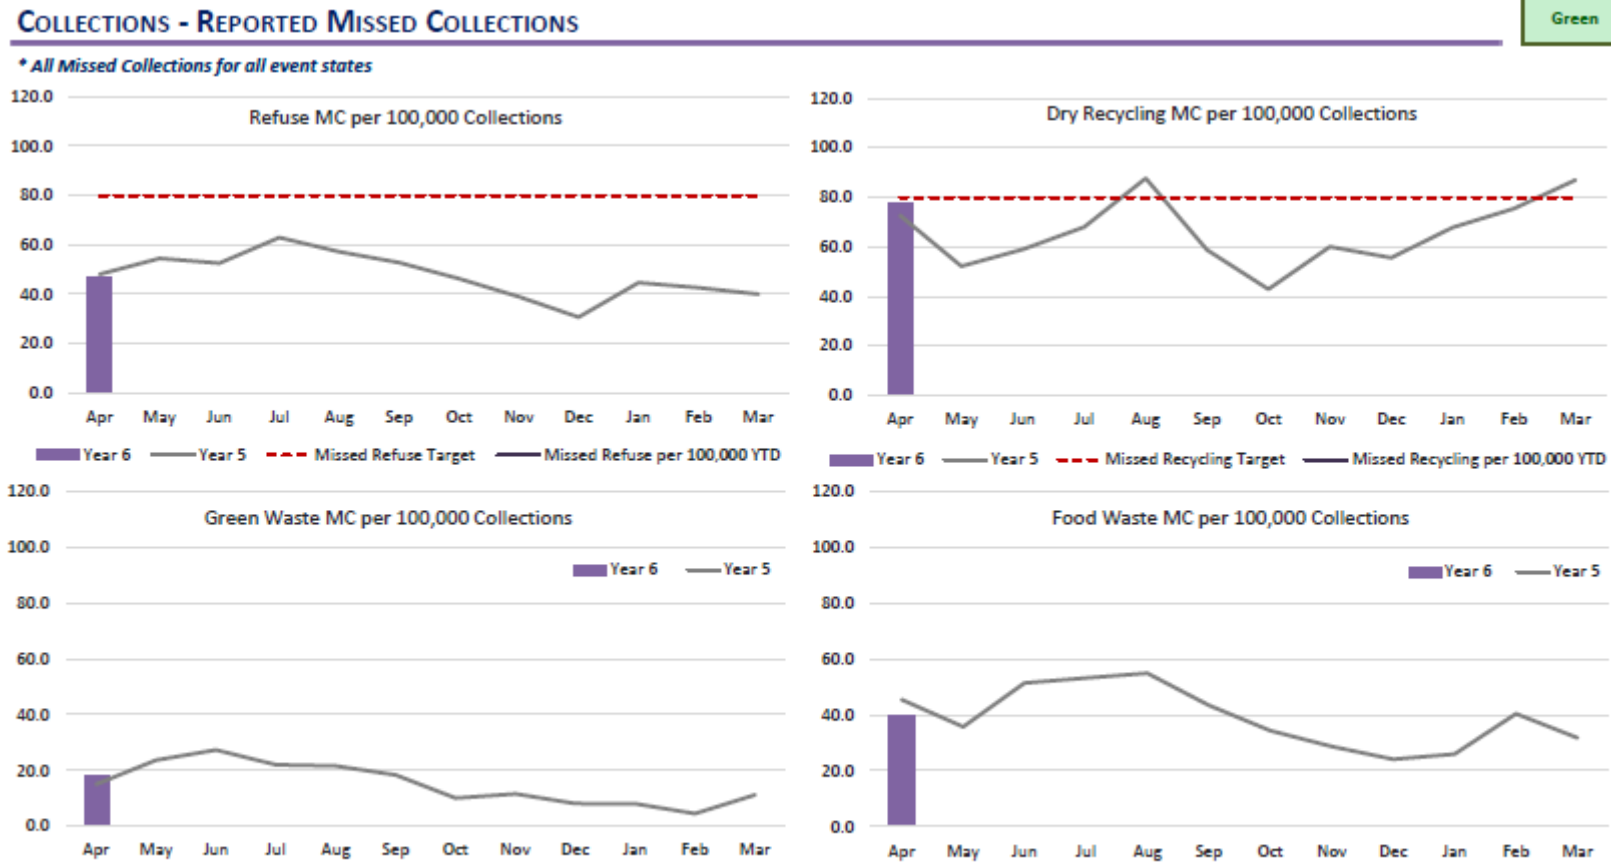 COLLECTIONS - REPORTED MISSED COLLECTIONS
Green
* All Missed Collections for all event states
Refuse MC per 100,000 Collections
120.0
100.0
80.0
60.0
40.0
20.0
0.0
Apr May Jun Jul Aug Sep Oct Nov Dec Jan Feb Mar
Year 6 Year 5 Missed Refuse Target Missed Refuse per 100,000 YTD
Dry Recycling MC per 100,000 Collections
120.0
100.0
80.0
60.0
40.0
20.0
0.0
Apr May Jun Jul Aug Sep Oct Nov Dec Jan Feb Mar
Year 6 Year 5 Missed Recycling Target Missed Recycling per 100,000 YTD
Green Waste MC per 100,000 Collections
Year 6 Year 5
120.0
100.0
80.0
60.0
40.0
20.0
0.0
Apr May Jun Jul Aug Sep Oct Nov Dec Jan Feb Mar
Food Waste MC per 100,000 Collections
Year 6 Year 5
120.0
100.0
80.0
60.0
40.0
20.0
0.0
Apr May Jun Jul Aug Sep Oct Nov Dec Jan Feb Mar